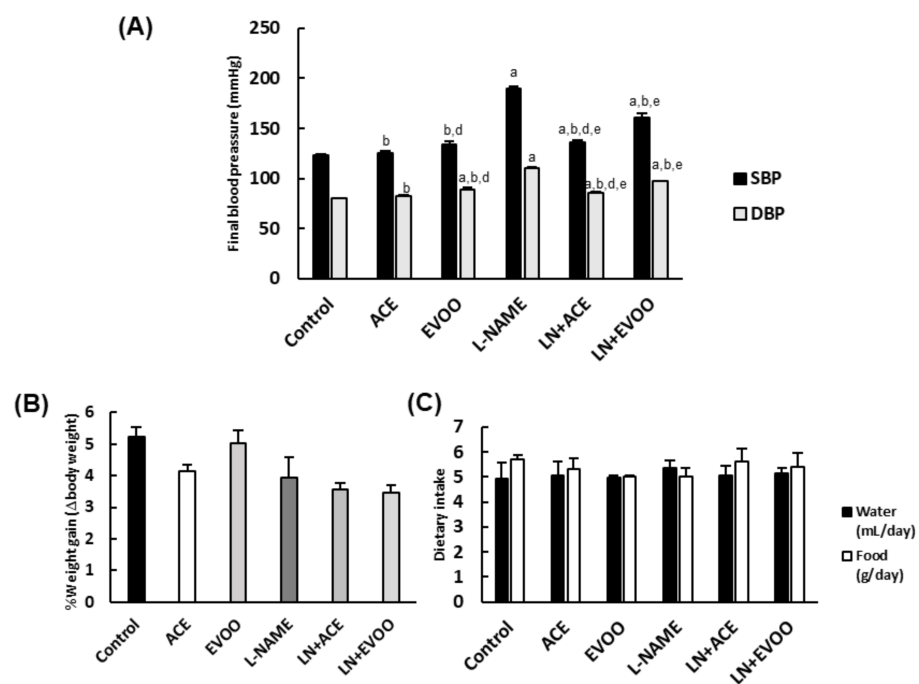 (A)
Final blood preassure (mmHg)
250
200
150
100
50
0
b
b
b,d
a,b,d
a
a
a,b,d,e
a,b,d,e
a,b,e
a,b,e
SBP
DBP
Control
ACE
EVOO
L-NAME
LN+ACE
LN+EVOO
(B)
%Weight gain (Δbody weight)
6
5
4
3
2
1
0
Control
ACE
EVOO
L-NAME
LN+ACE
LN+EVOO
(C)
Dietary intake
7
6
5
4
3
2
1
0
Water
(mL/day)
Food
(g/day)
Control
ACE
EVOO
L-NAME
LN+ACE
LN+EVOO